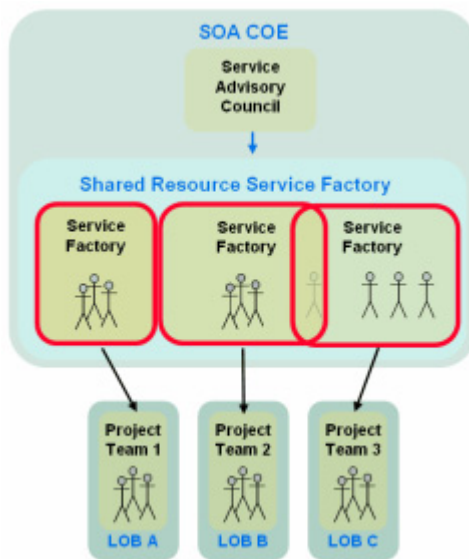 SOA COE
Service
Advisory
Council
Shared Resource Service Factory
Service
Factory
Service
Factory
Service
Factory
Project
Team 1
LOB A
Project
Team 2
LOB B
Project
Team 3
LOB C